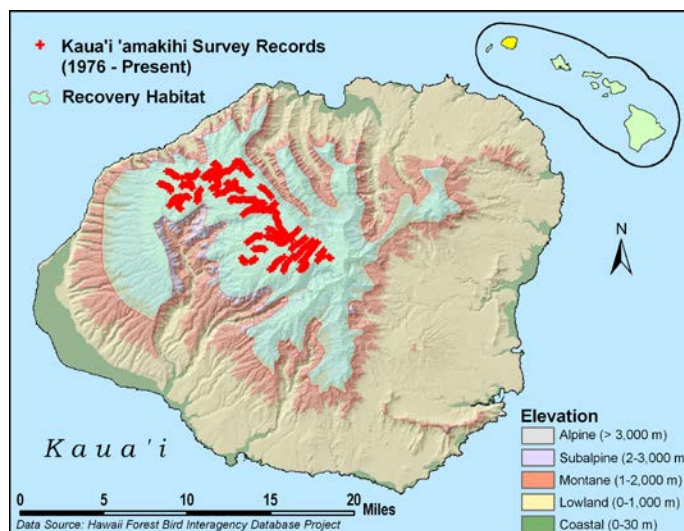 Kaua'i 'amakihi Survey Records
(1976 - Present)
Recovery Habitat
N
Kaua'i
Elevation
Alpine (> 3,000 m)
Subalpine (2-3,000 m)
Montane (1-2,000 m)
Lowland (0-1,000 m)
Coastal (0-30 m)
0 5 10 15 20
Miles
Data Source: Hawaii Forest Bird Interagency Database Project